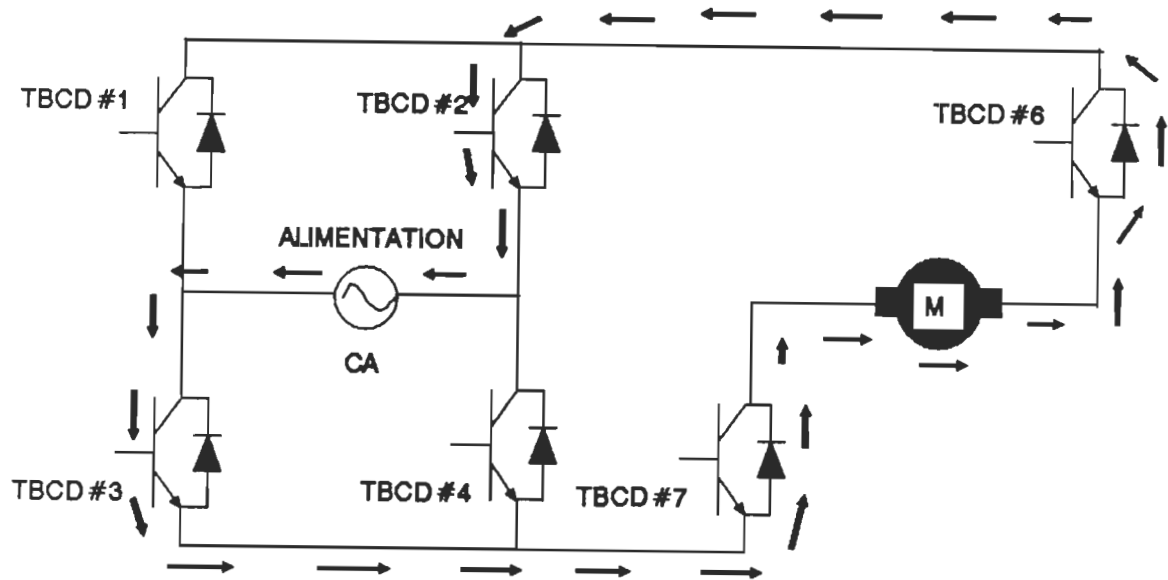 TBCD #1
TBCD #2
TBCD #6
ALIMENTATION
M
CA
TBCD #3
TBCD #4
TBCD #7